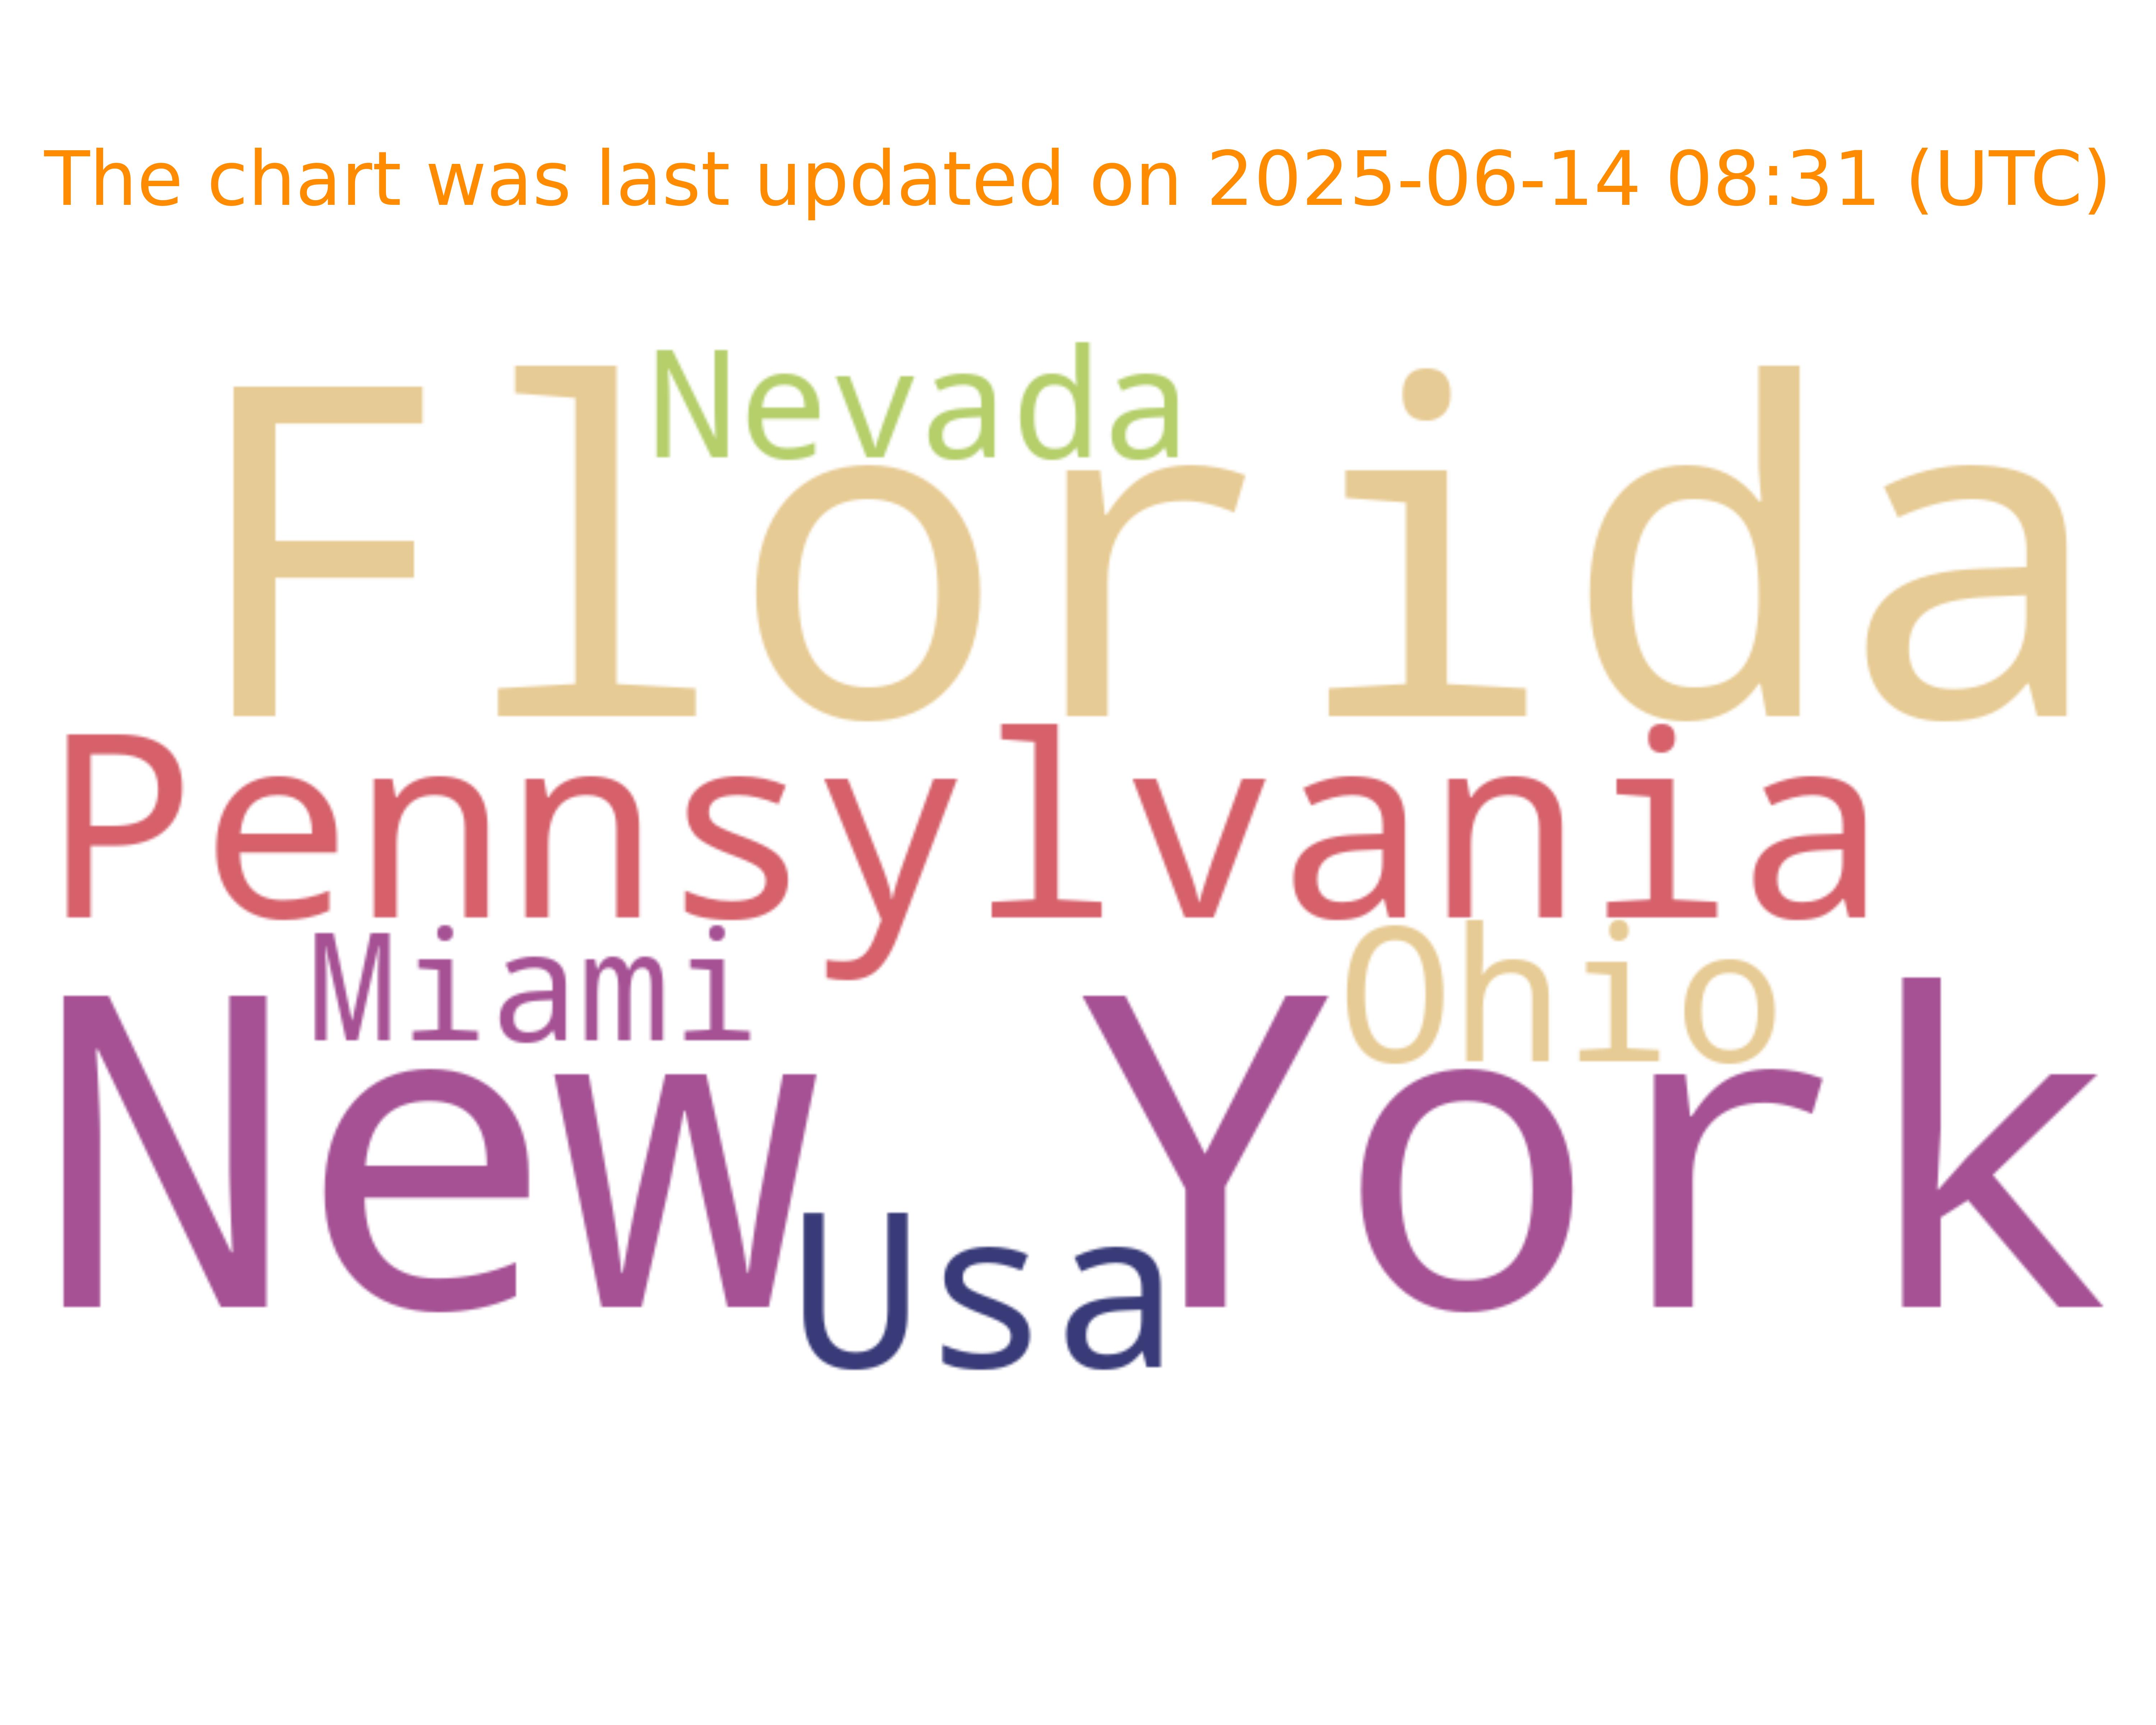 The chart was last updated on 2025-06-14 08:31 (UTC)
Nevada
Florida
Pennsylvania
Miami
Ohio
New York
Usa